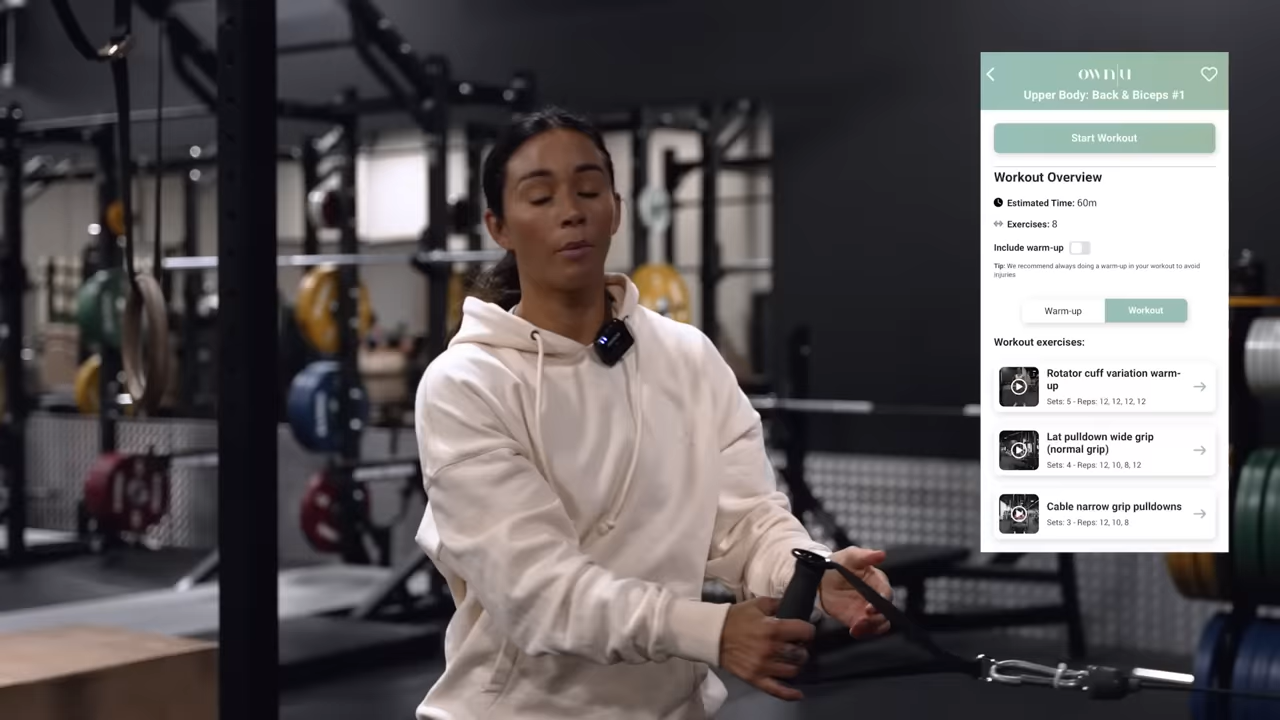 own|u
Upper Body: Back & Biceps #1
Start Workout
Workout Overview
Estimated Time: 60m
Exercises: 8
Include warm-up
Tip: We recommend always doing a warm-up in your workout to avoid
injuries
Warm-up
Workout
Workout exercises:
Rotator cuff variation warm-
up
Sets: 5 - Reps: 12, 12, 12, 12
Lat pulldown wide grip
(normal grip)
Sets: 4 - Reps: 12, 10, 8, 12
Cable narrow grip pulldowns
Sets: 3 - Reps: 12, 10, 8